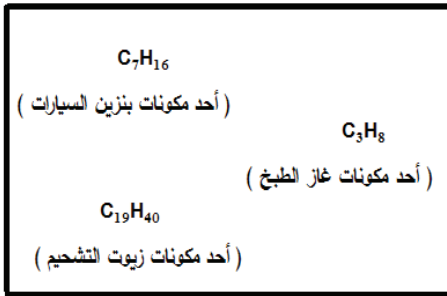 C₇H₁₆
( أحد مكونات بنزين السيارات )
C₃H₈
( أحد مكونات غاز الطبخ )
C₁₉H₄₀
( أحد مكونات زيوت التشحيم )